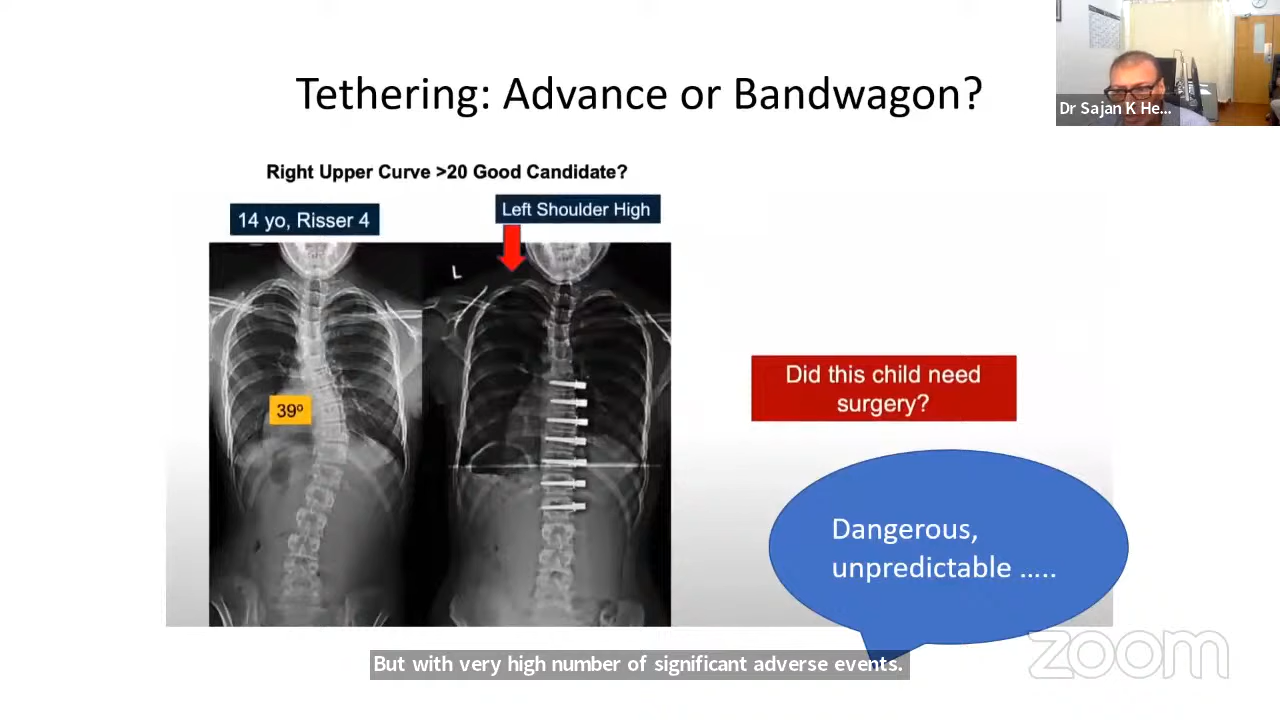 Tethering: Advance or Bandwagon?
Dr Sajan K He...
Right Upper Curve >20 Good Candidate?
14 yo, Risser 4
Left Shoulder High
L
39º
Did this child need
surgery?
Dangerous,
unpredictable .....
But with very high number of significant adverse events.
zoom